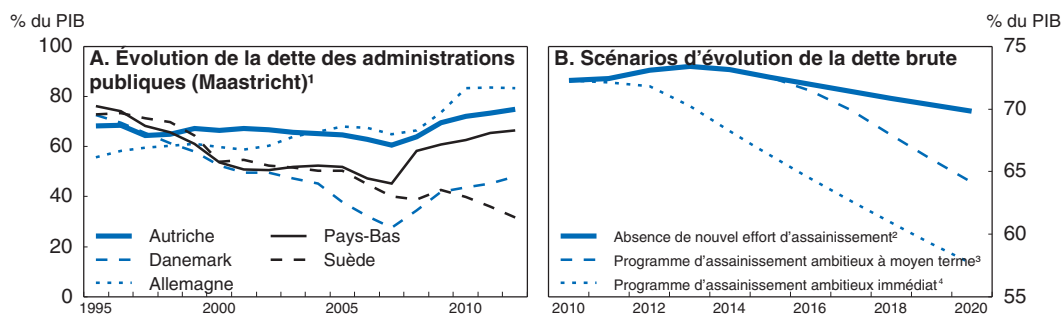 % du PIB
% du PIB
A. Évolution de la dette des administrations
publiques (Maastricht)¹
100
80
60
40
20
0
Autriche
Danemark
Allemagne
Pays-Bas
Suède
1995
2000
2005
2010
B. Scénarios d'évolution de la dette brute
75
70
65
60
55
Absence de nouvel effort d'assainissement²
Programme d'assainissement ambitieux à moyen terme³
Programme d'assainissement ambitieux immédiat⁴
2010
2012
2014
2016
2018
2020